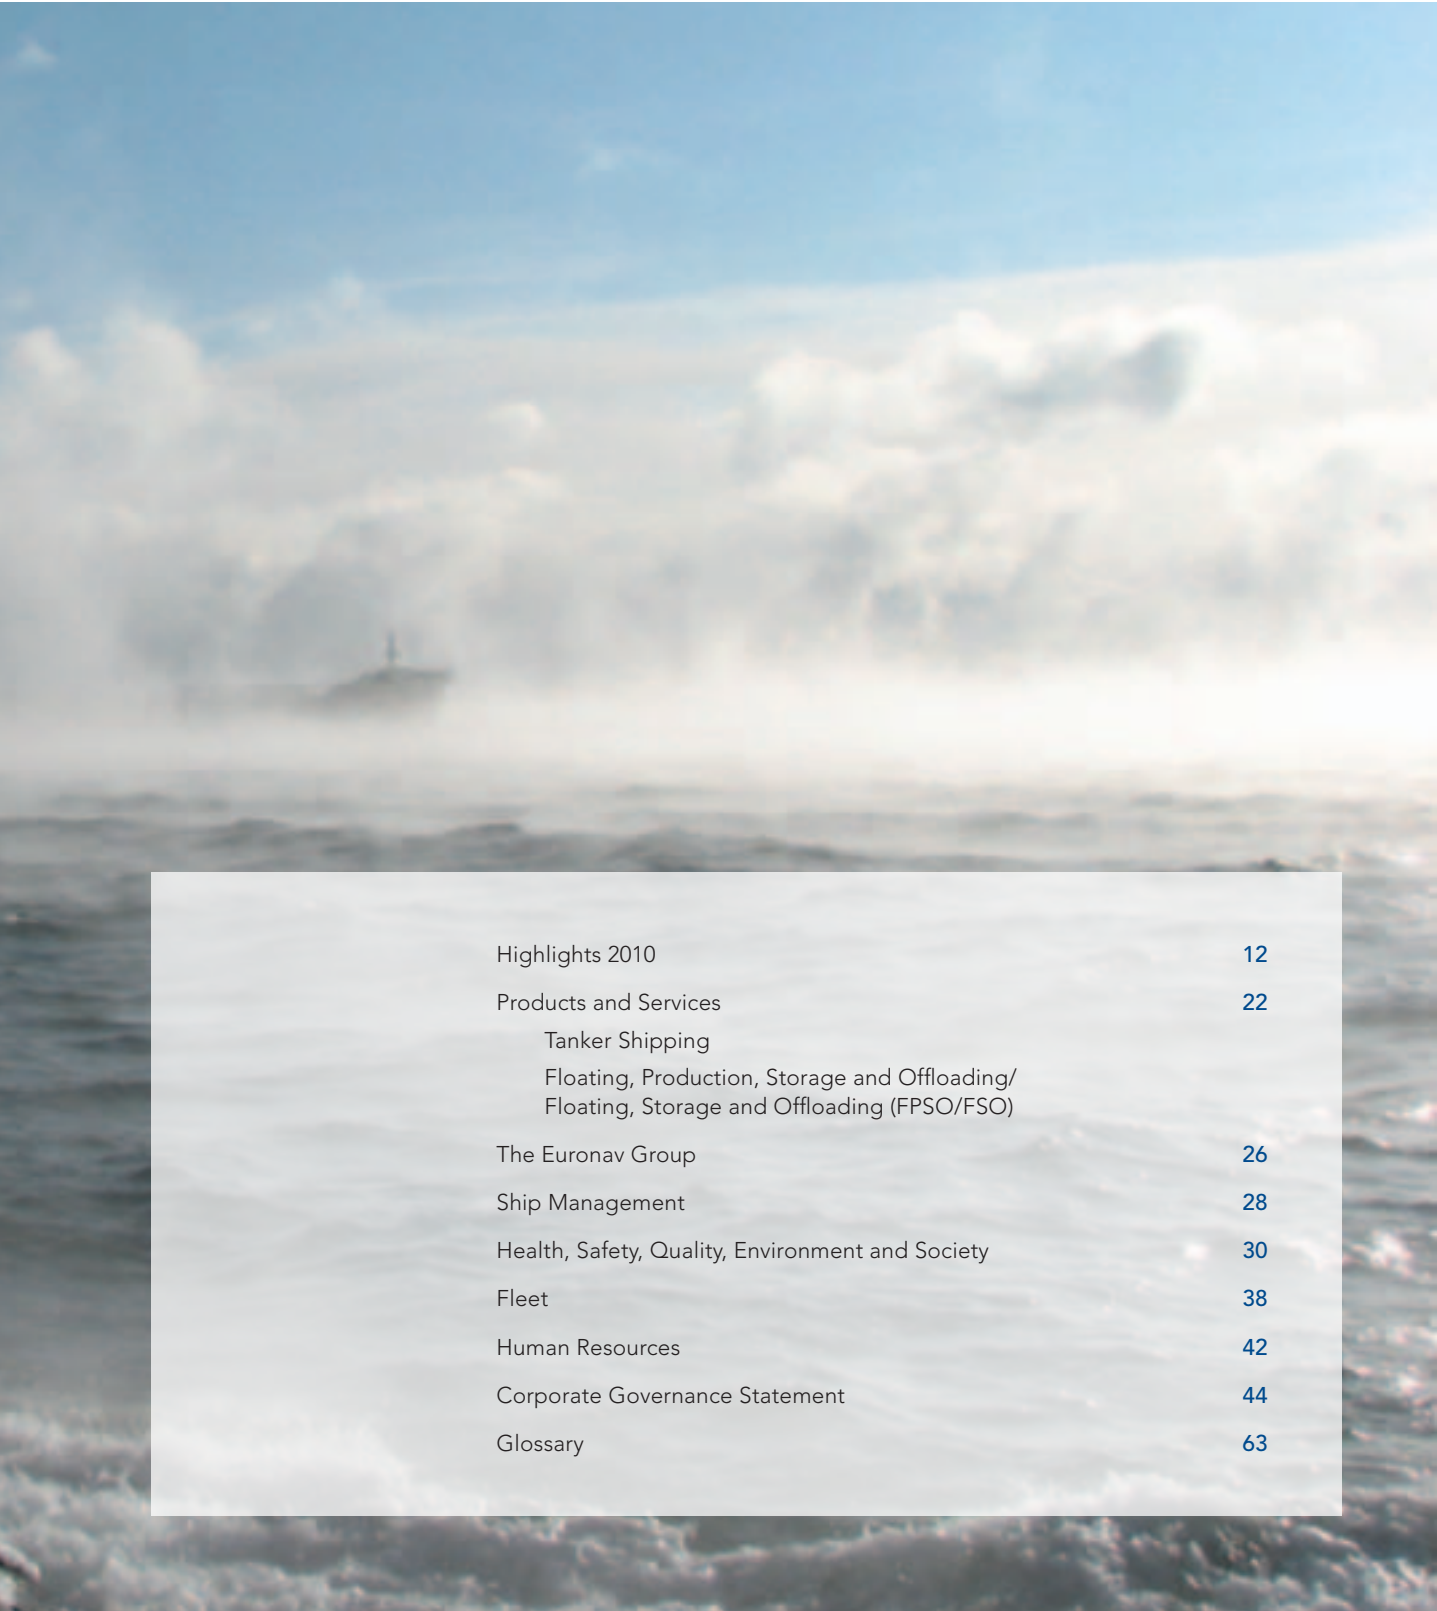 Highlights 2010 12
Products and Services 22
Tanker Shipping
Floating, Production, Storage and Offloading/
Floating, Storage and Offloading (FPSO/FSO)
The Euronav Group 26
Ship Management 28
Health, Safety, Quality, Environment and Society 30
Fleet 38
Human Resources 42
Corporate Governance Statement 44
Glossary 63